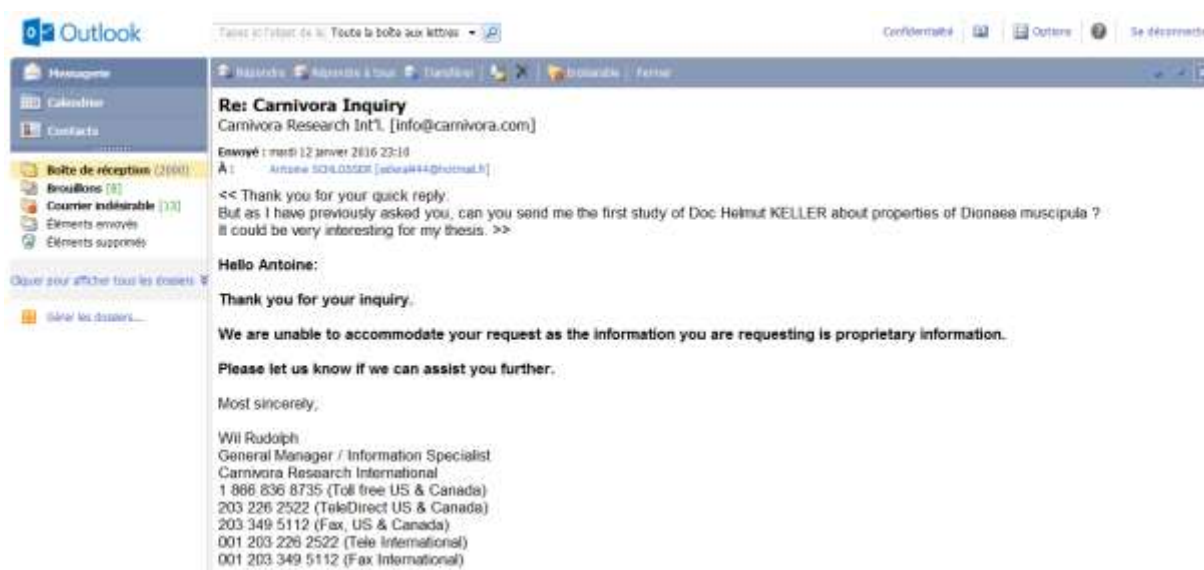 Outlook
Toute la boîte aux lettres
Confidentialité
Options
Se déconnecte
Messagerie
Répondre Répondre à tous Transférer
Indésirable
Fermer
Calendrier
Contacts
Re: Carnivora Inquiry
Carnivora Research Int'l. [info@carnivora.com]
Envoyé : mardi 12 janvier 2016 23:10
À : Antoine SCHLOSSER
Boîte de réception (2000)
Brouillons [8]
Courrier indésirable [13]
Éléments envoyés
Éléments supprimés
Cliquer pour afficher tous les dossiers
Gérer les dossiers...
<< Thank you for your quick reply.
But as I have previously asked you, can you send me the first study of Doc Helmut KELLER about properties of Dionaea muscipula ?
It could be very interesting for my thesis. >>
Hello Antoine:
Thank you for your inquiry.
We are unable to accommodate your request as the information you are requesting is proprietary information.
Please let us know if we can assist you further.
Most sincerely,
Wil Rudolph
General Manager / Information Specialist
Carnivora Research International
1 866 836 8735 (Toll free US & Canada)
203 226 2522 (TeleDirect US & Canada)
203 349 5112 (Fax, US & Canada)
001 203 226 2522 (Tele International)
001 203 349 5112 (Fax International)